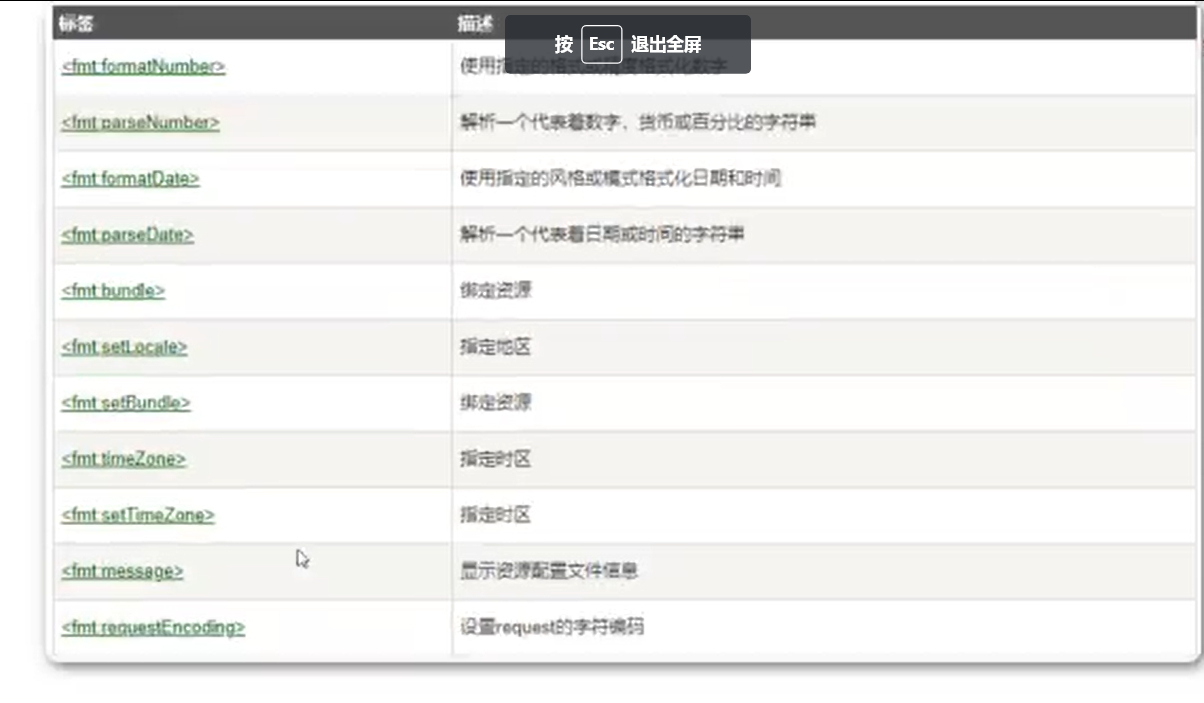 标签 描述
按 Esc 退出全屏
<fmt:formatNumber> 使用指定的格式或精度格式化数字
<fmt:parseNumber> 解析一个代表着数字，货币或百分比的字符串
<fmt:formatDate> 使用指定的风格或模式格式化日期和时间
<fmt:parseDate> 解析一个代表着日期或时间的字符串
<fmt:bundle> 绑定资源
<fmt:setLocale> 指定地区
<fmt:setBundle> 绑定资源
<fmt:timeZone> 指定时区
<fmt:setTimeZone> 指定时区
<fmt:message> 显示资源配置文件信息
<fmt:requestEncoding> 设置request的字符编码